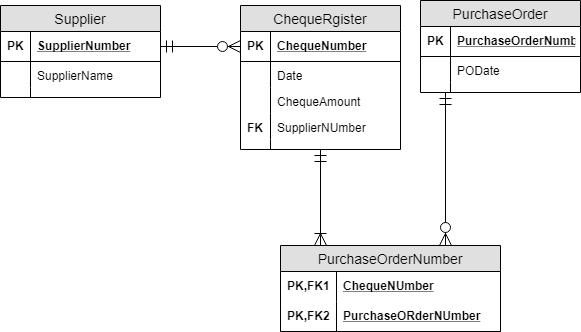 Supplier
PK SupplierNumber
SupplierName
ChequeRgister
PK ChequeNumber
Date
ChequeAmount
FK SupplierNUmber
PurchaseOrder
PK PurchaseOrderNumb
PODate
PurchaseOrderNumber
PK,FK1 ChequeNUmber
PK,FK2 PurchaseORderNUmber